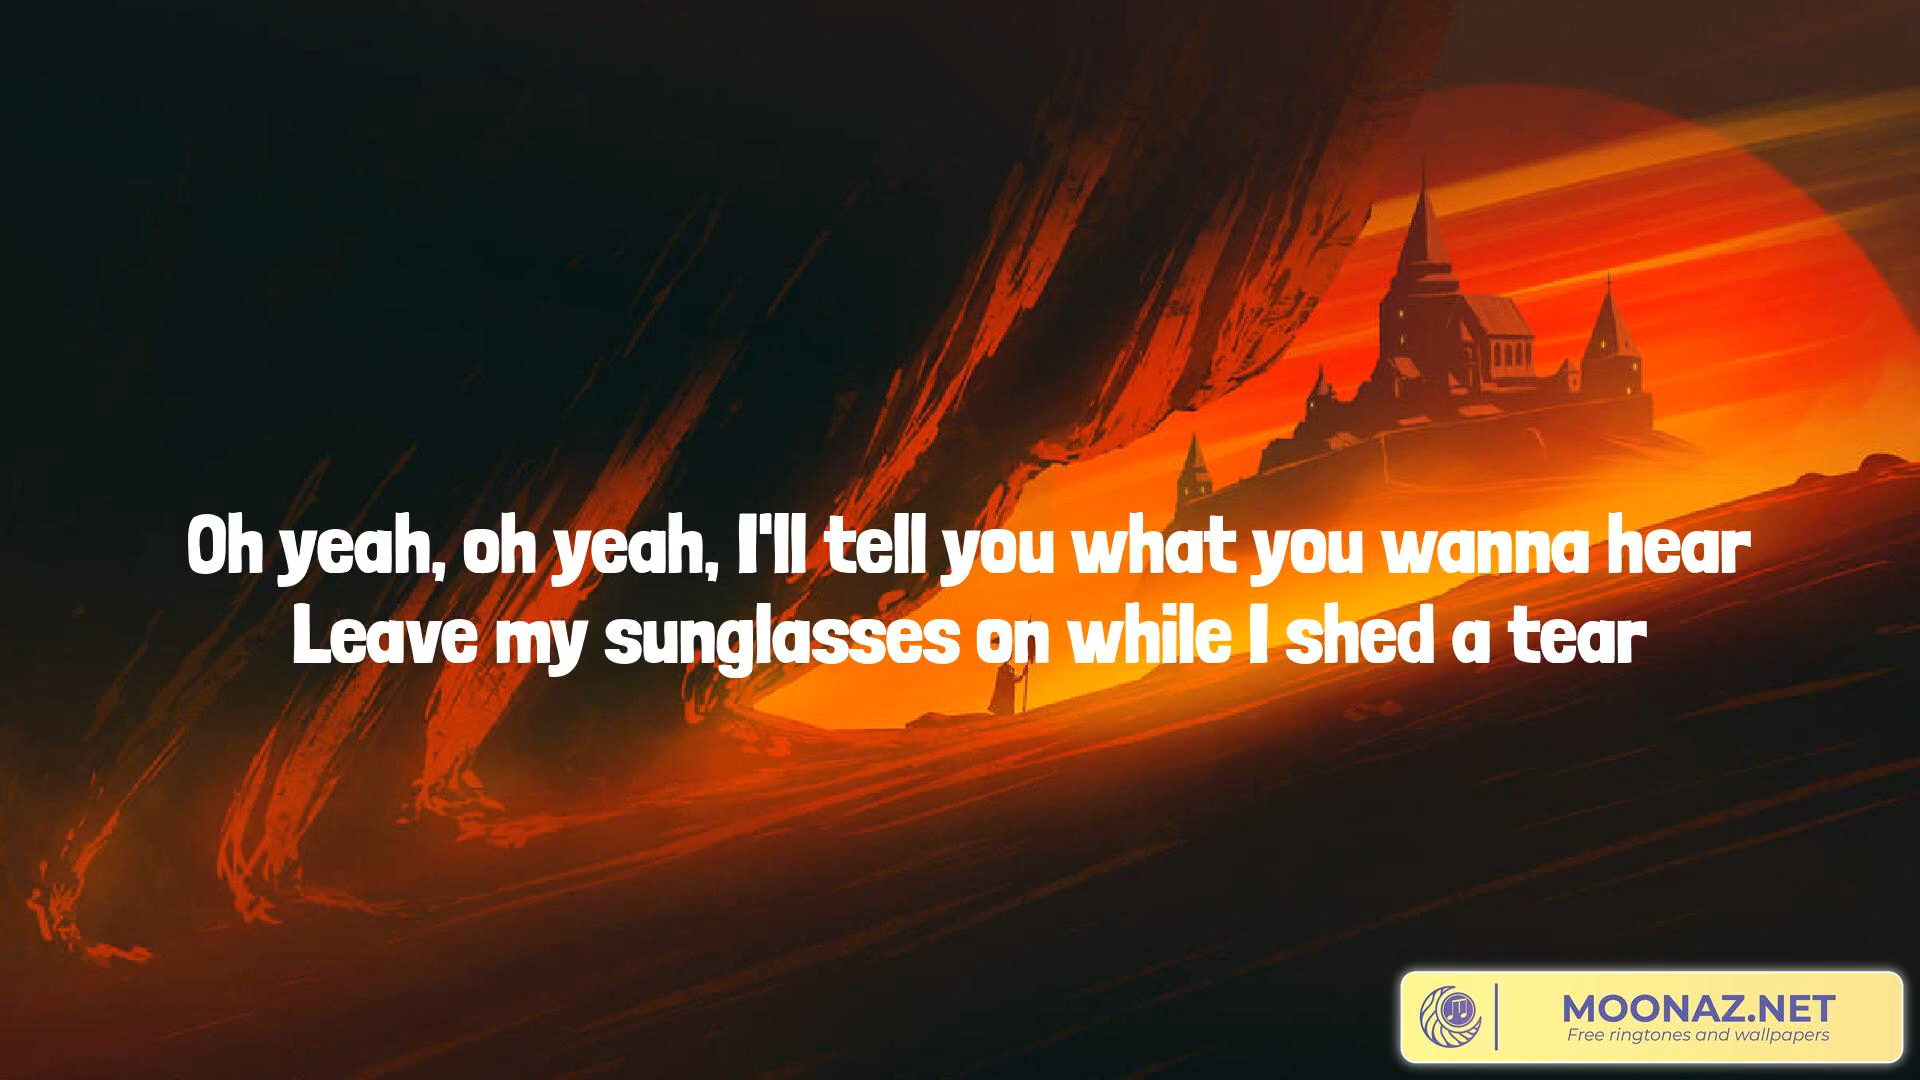 Oh yeah, oh yeah, I'll tell you what you wanna hear
Leave my sunglasses on while I shed a tear
MOONAZ.NET
Free ringtones and wallpapers